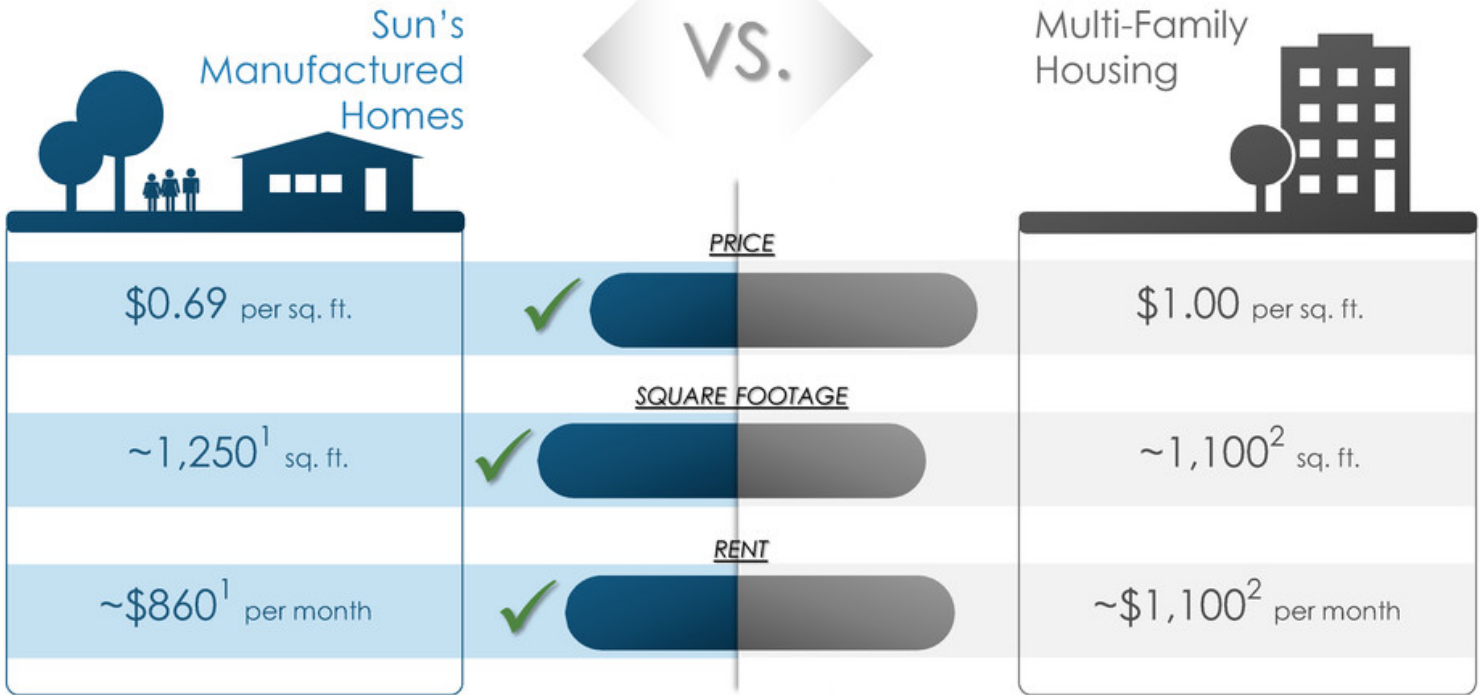 Sun's
Manufactured
Homes
VS.
Multi-Family
Housing
PRICE
$0.69 per sq. ft.
$1.00 per sq. ft.
SQUARE FOOTAGE
~1,250¹ sq. ft.
~1,100² sq. ft.
RENT
~$860¹ per month
~$1,100² per month